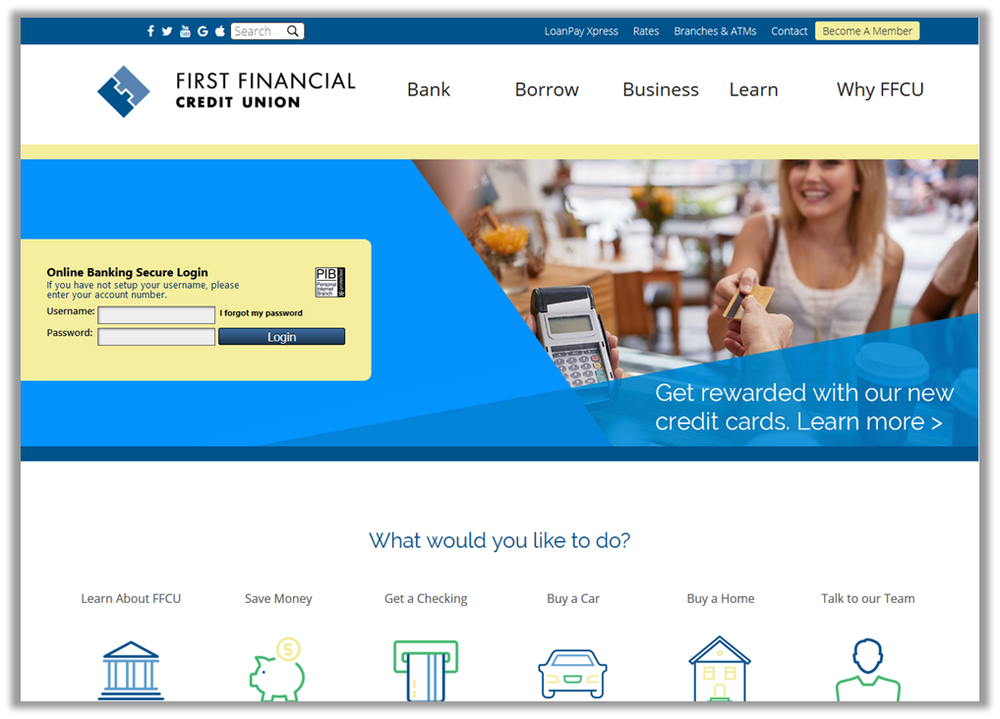 Search
LoanPay Xpress Rates Branches & ATMs Contact Become A Member
FIRST FINANCIAL
CREDIT UNION
Bank Borrow Business Learn Why FFCU
Online Banking Secure Login
If you have not setup your username, please
enter your account number.
PIB
Personal
Internet
Branch
Username: I forgot my password
Password: Login
Get rewarded with our new
credit cards. Learn more >
What would you like to do?
Learn About FFCU Save Money Get a Checking Buy a Car Buy a Home Talk to our Team
S